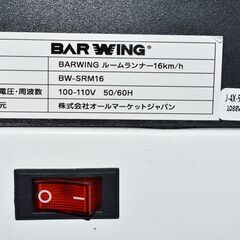 BARWING
BARWING ルームランナー16km/h
BW-SRM16
電圧・周波数 100-110V 50/60H
元 株式会社オールマーケットジャパン